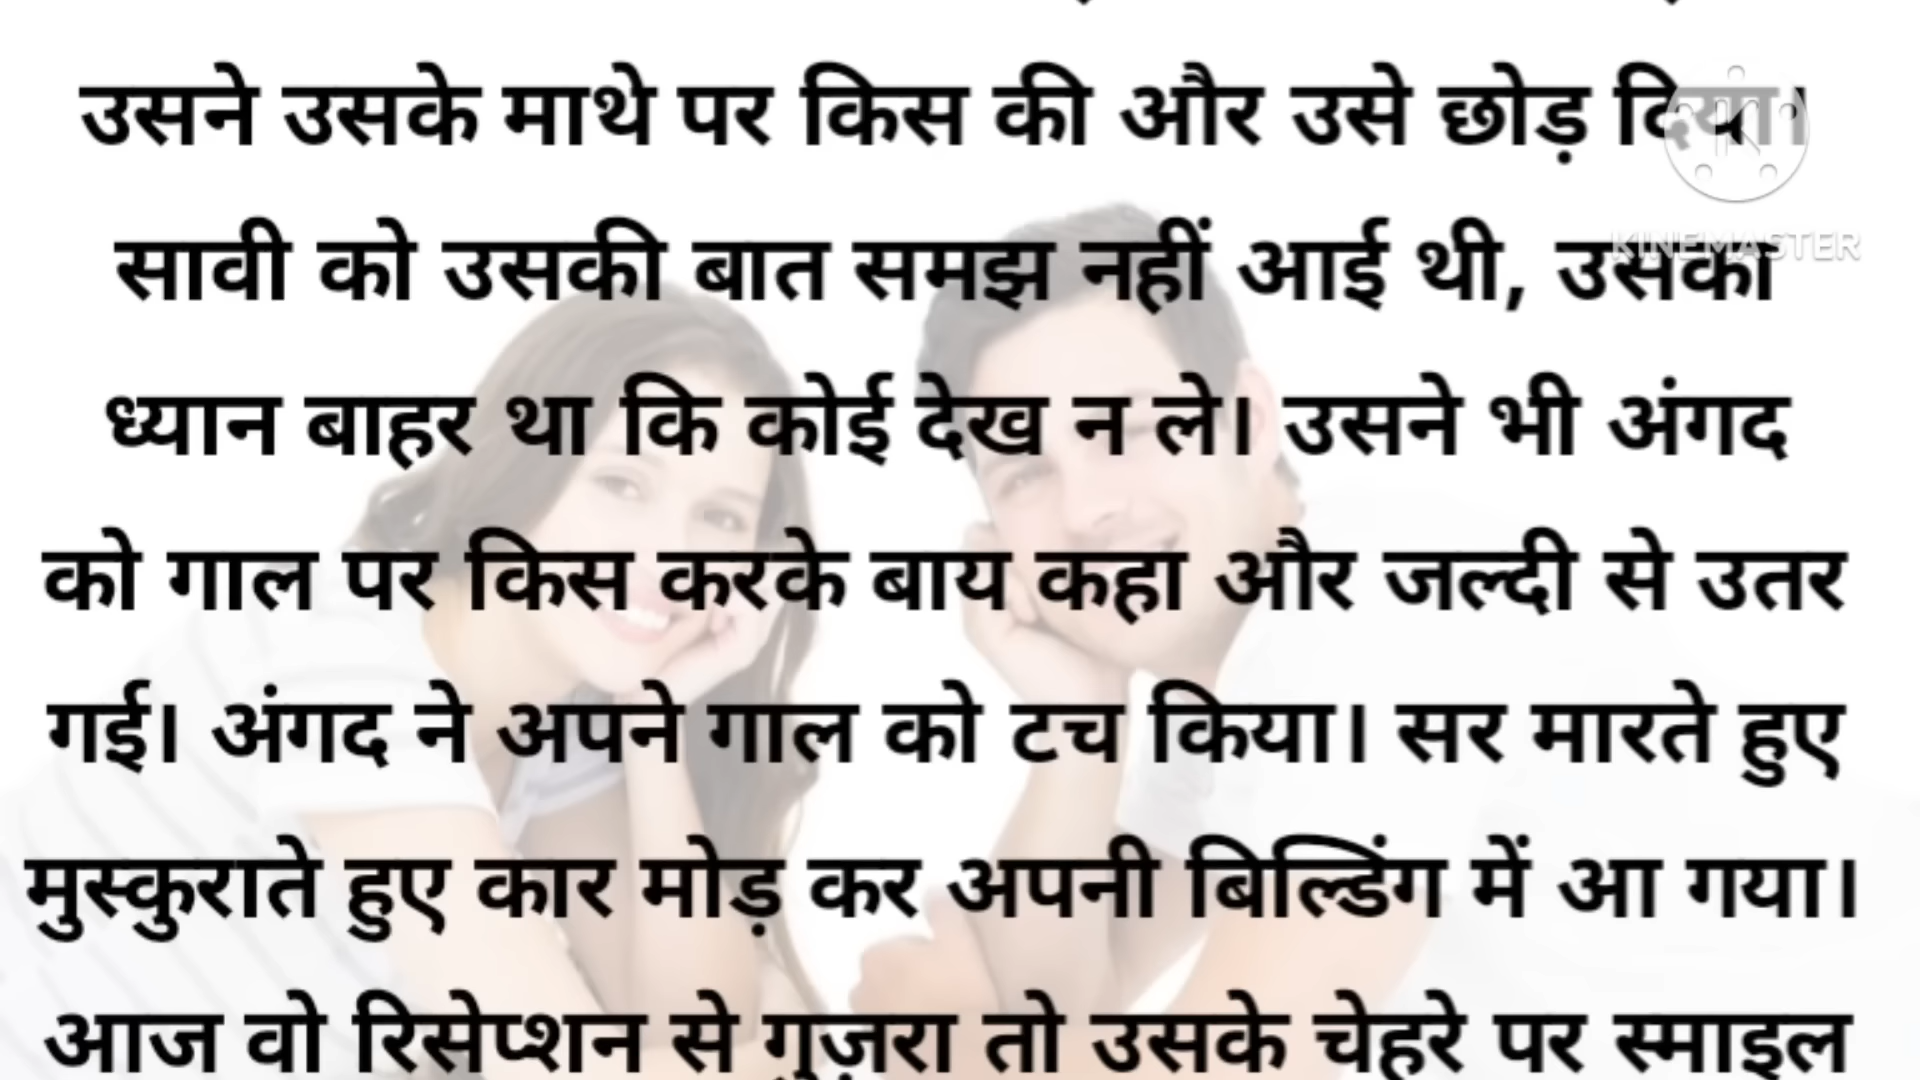 उसने उसके माथे पर किस की और उसे छोड़ दिया।
सावी को उसकी बात समझ नहीं आई थी, उसका
ध्यान बाहर था कि कोई देख न ले। उसने भी अंगद
को गाल पर किस करके बाय कहा और जल्दी से उतर
गई। अंगद ने अपने गाल को टच किया। सर मारते हुए
मुस्कुराते हुए कार मोड़ कर अपनी बिल्डिंग में आ गया।
आज वो रिसेप्शन से गुज़रा तो उसके चेहरे पर स्माइल
KINEMASTER